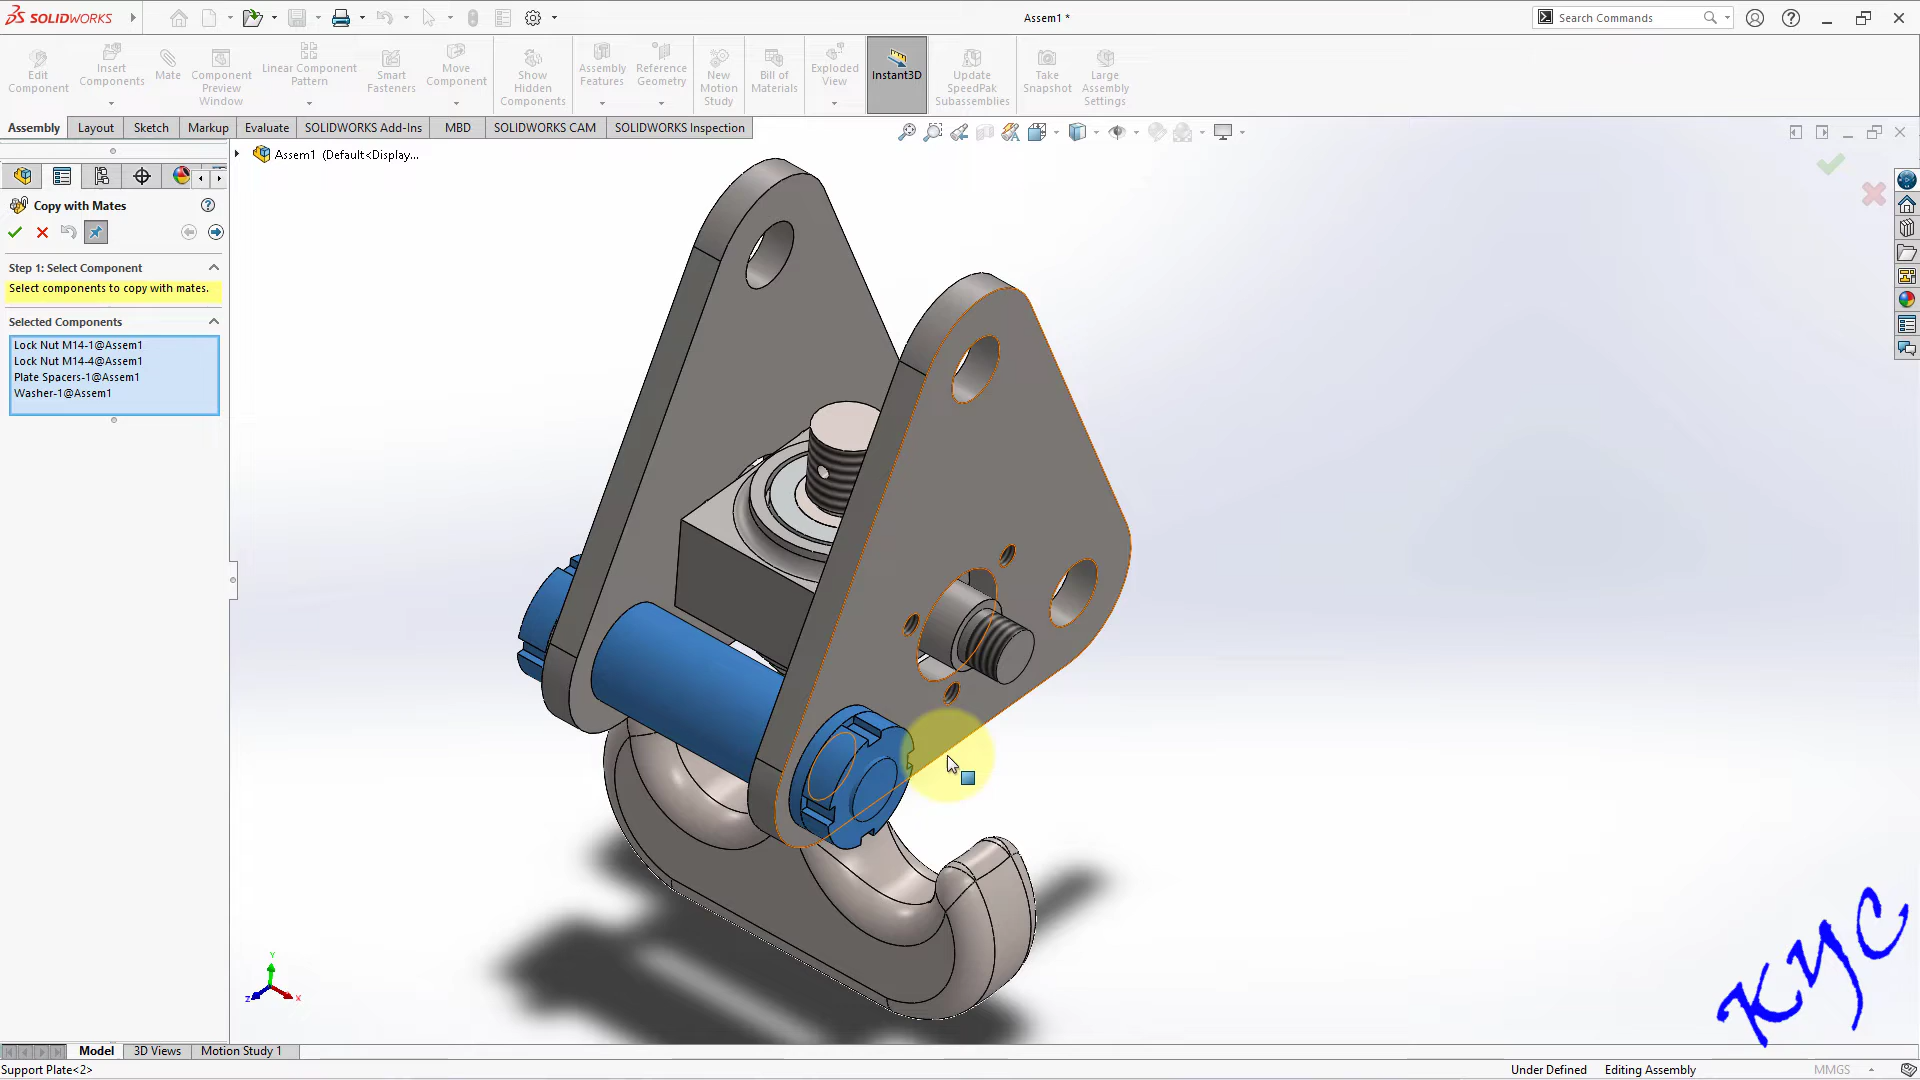 SOLIDWORKS
Assem1 *
Search Commands
Edit Component
Insert Components
Mate
Component Preview Window
Linear Component Pattern
Smart Fasteners
Move Component
Show Hidden Components
Assembly Features
Reference Geometry
New Motion Study
Bill of Materials
Exploded View
Instant3D
Update SpeedPak Subassemblies
Take Snapshot
Large Assembly Settings
Assembly
Layout
Sketch
Markup
Evaluate
SOLIDWORKS Add-Ins
MBD
SOLIDWORKS CAM
SOLIDWORKS Inspection
Assem1 (Default<Display...
Copy with Mates
Step 1: Select Component
Select components to copy with mates.
Selected Components
Lock Nut M14-1@Assem1
Lock Nut M14-4@Assem1
Plate Spacers-1@Assem1
Washer-1@Assem1
Y
Z
X
KYC
Model
3D Views
Motion Study 1
Support Plate<2>
Under Defined
Editing Assembly
MMGS